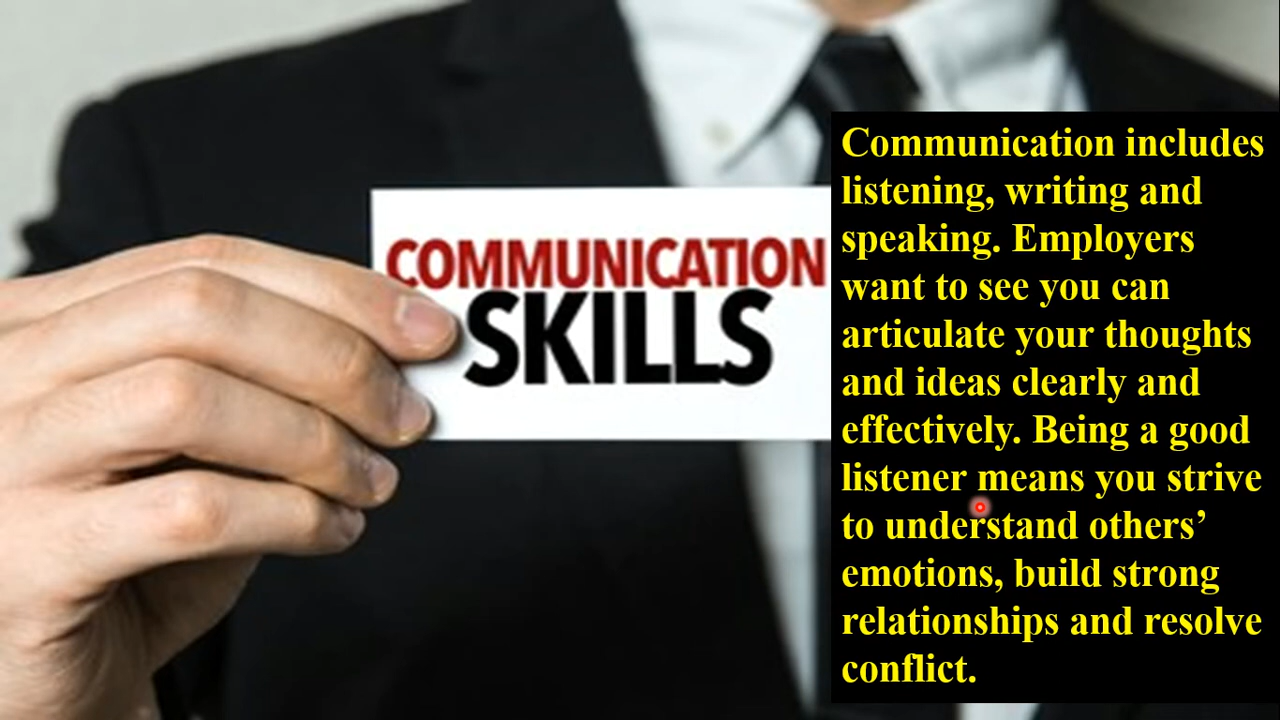 COMMUNICATION
SKILLS
Communication includes
listening, writing and
speaking. Employers
want to see you can
articulate your thoughts
and ideas clearly and
effectively. Being a good
listener means you strive
to understand others’
emotions, build strong
relationships and resolve
conflict.